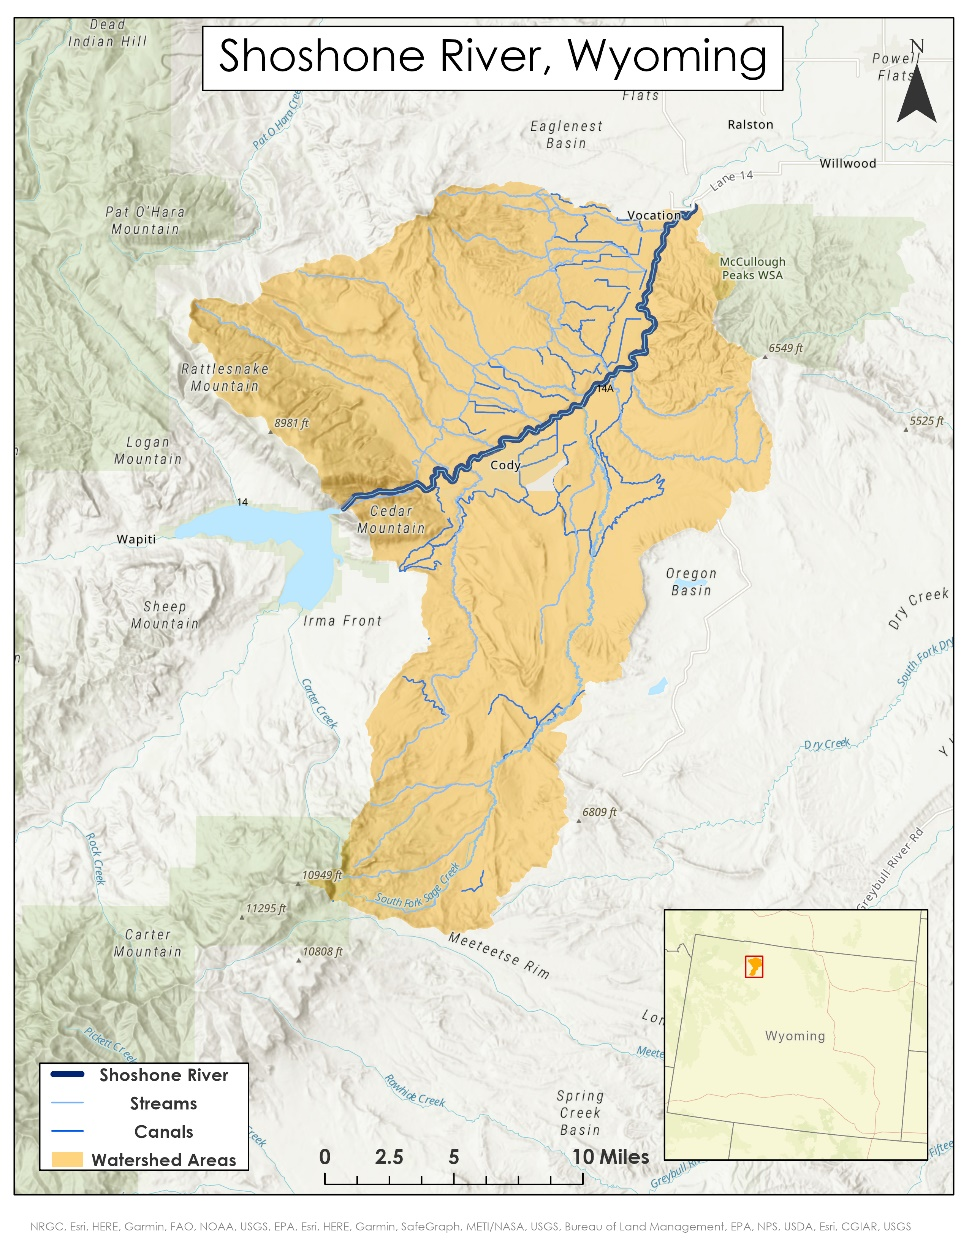 Dead
Indian Hill
Shoshone River, Wyoming
N
Powell
Flats
Pat O Hara Creek
Flats
Eaglenest
Basin
Ralston
Willwood
Lane 14
Pat O'Hara
Mountain
Vocation
McCullough
Peaks WSA
6549 ft
Rattlesnake
Mountain
14A
8981 ft
5525 ft
Logan
Mountain
Cody
14
Cedar
Mountain
Wapiti
Oregon
Basin
Dry Creek
Sheep
Mountain
Irma Front
South Fork Dry
Carter Creek
Dry Creek
6809 ft
Rock Creek
Greybull River Rd
10949 ft
South Fork Sage Creek
11295 ft
Carter
Mountain
10808 ft
Meeteetse Rim
Lon
Wyoming
Pickett Creek
Meete
Rawhide Creek
Spring
Creek
Basin
Shoshone River
Streams
Canals
Watershed Areas
Creek
0 2.5 5 10 Miles
Greybull Riv
Fiftee
NRGC, Esri, HERE, Garmin, FAO, NOAA, USGS, EPA, Esri, HERE, Garmin, SafeGraph, METI/NASA, USGS, Bureau of Land Management, EPA, NPS, USDA, Esri, CGIAR, USGS